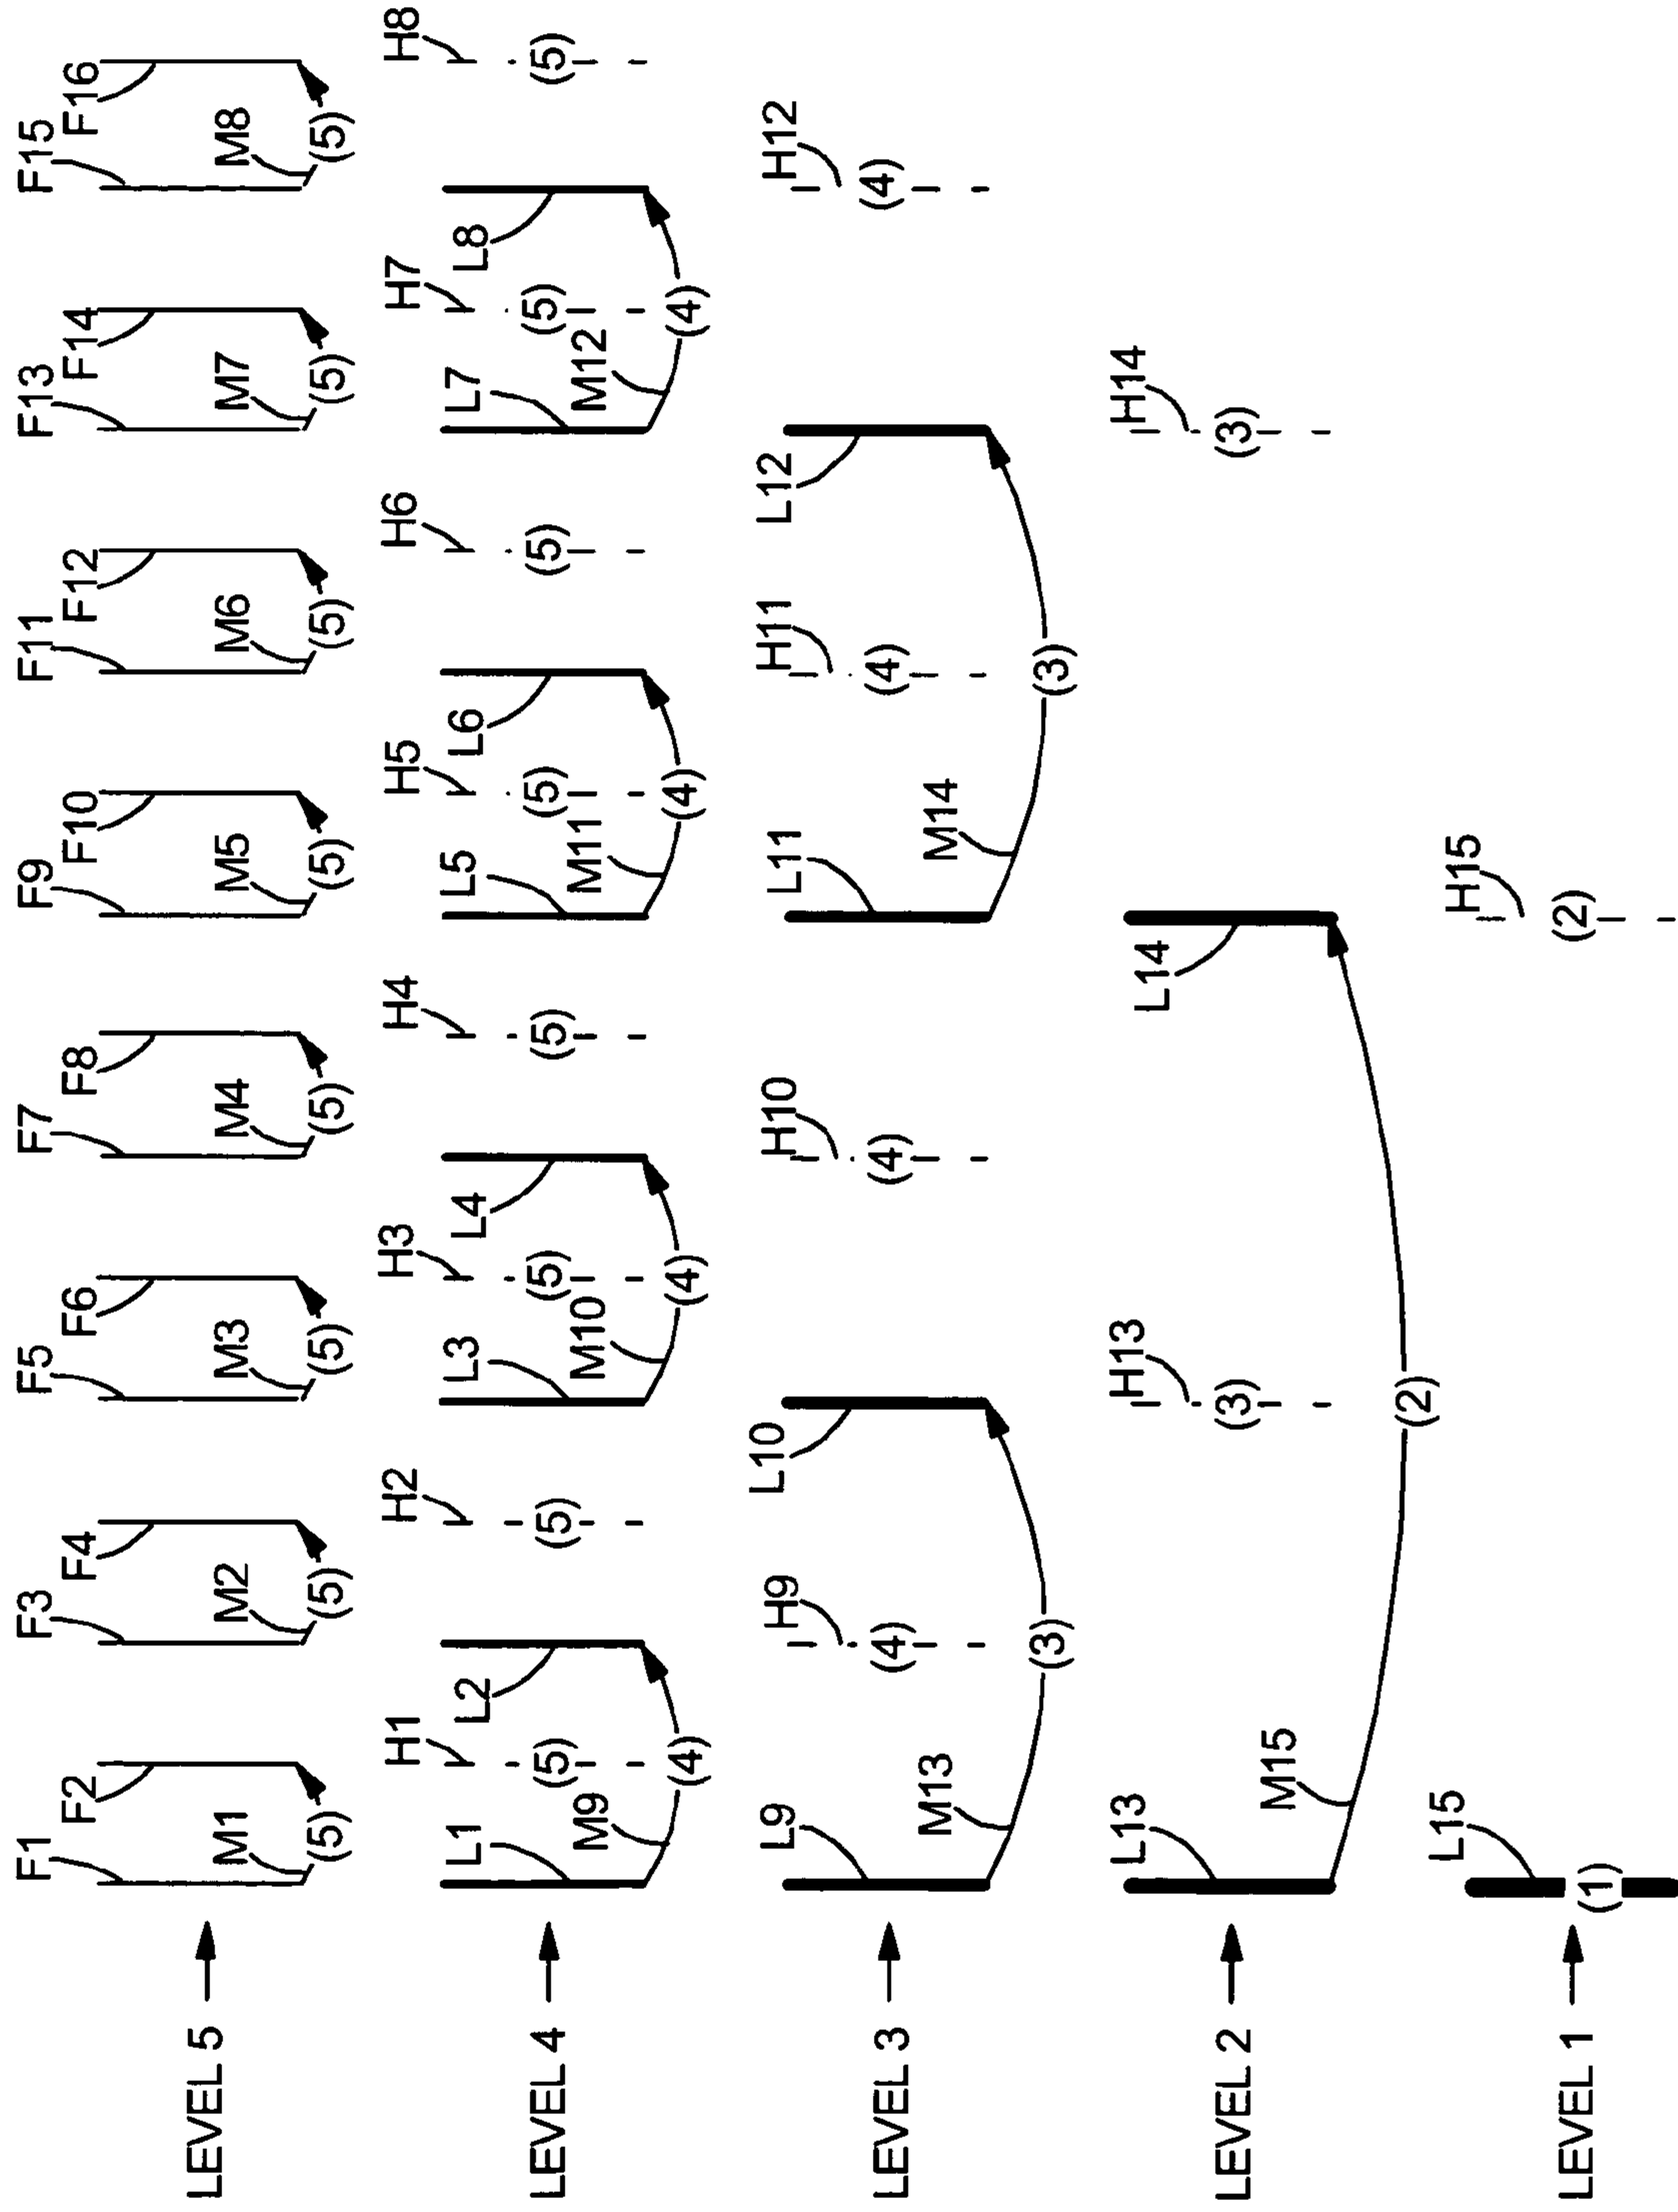 F1 F3 F5 F7 F9 F11 F13 F15
F2 F4 F6 F8 F10 F12 F14 F16
LEVEL 5
M1 M2 M3 M4 M5 M6 M7 M8
(5) (5) (5) (5) (5) (5) (5) (5)
H1 H2 H3 H4 H5 H6 H7 H8
L1 L2 L3 L4 L5 L6 L7 L8
LEVEL 4
(5) (5) (5) (5) (5) (5) (5) (5)
M9 M10 M11 M12
(4) (4) (4) (4)
L9 H9 L10 H10 L11 H11 L12 H12
LEVEL 3
(4) (4) (4) (4)
M13 M14
(3) (3)
L13 H13 L14 H14
LEVEL 2
(3) (3)
M15
(2)
L15 H15
LEVEL 1
(1) (2)